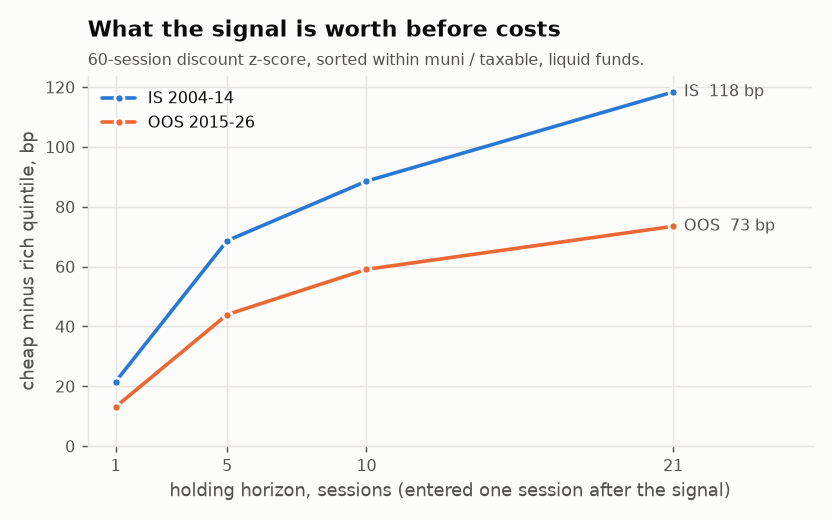 What the signal is worth before costs
60-session discount z-score, sorted within muni / taxable, liquid funds.
cheap minus rich quintile, bp
120
100
80
60
40
20
0
IS 2004-14
OOS 2015-26
IS  118 bp
OOS  73 bp
1
5
10
21
holding horizon, sessions (entered one session after the signal)